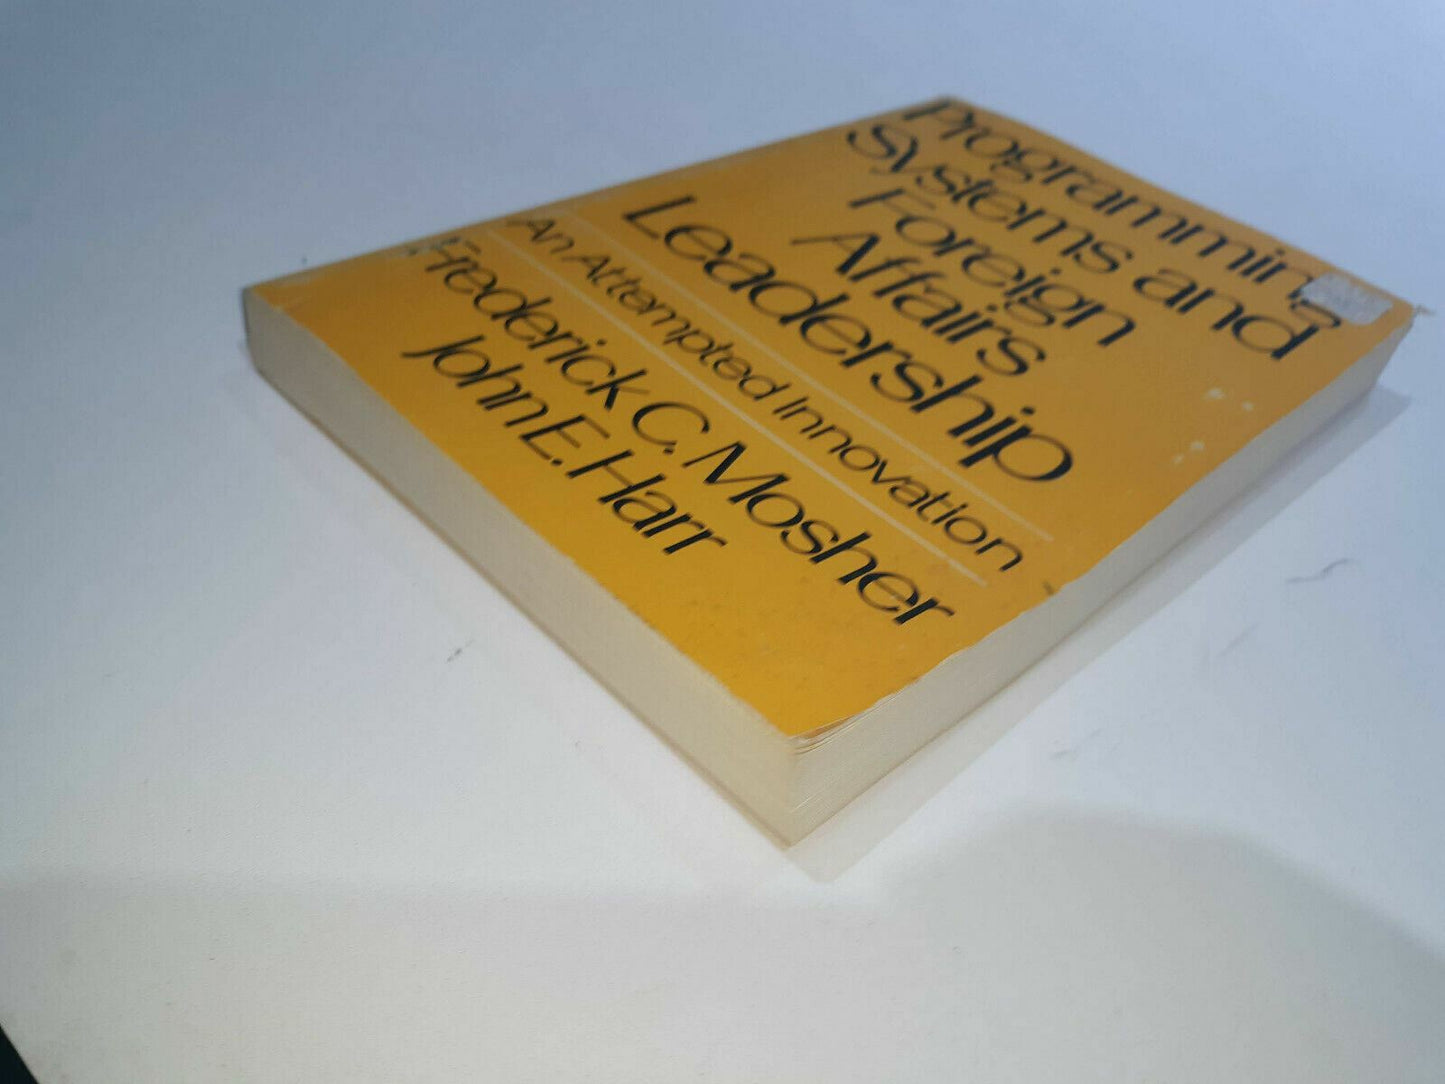 Programming
Systems and
Foreign
Affairs
Leadership
An Attempted Innovation
Frederick C. Mosher
John E. Harr